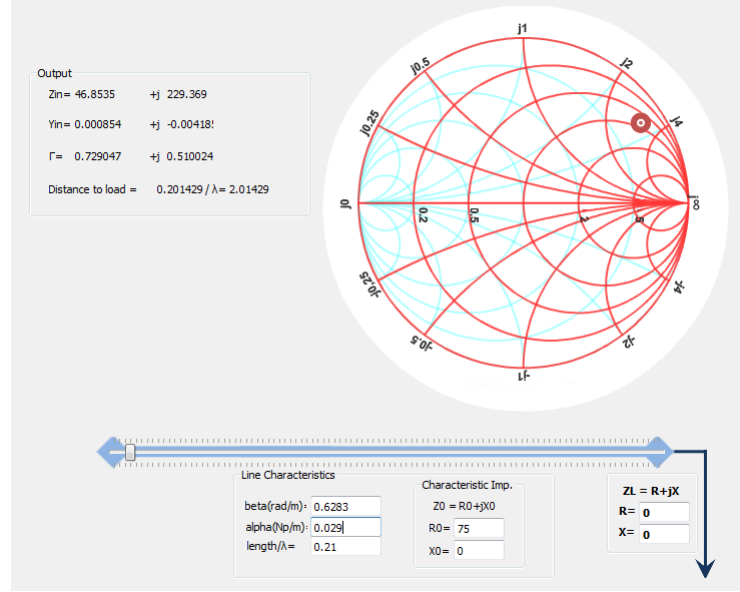 Output
Zin= 46.8535 +j 229.369
Yin= 0.000854 +j -0.004185
Γ= 0.729047 +j 0.510024
Distance to load = 0.201429 / λ= 2.01429
j1
j0.5
j2
j0.25
j4
j0
0.2
0.5
2
5
j∞
-j0,25
-j4
-j0.5
-j2
-j1
Line Characteristics
beta(rad/m): 0.6283
alpha(Np/m): 0.029
length/λ= 0.21
Characteristic Imp.
Z0 = R0+jX0
R0= 75
X0= 0
ZL = R+jX
R= 0
X= 0